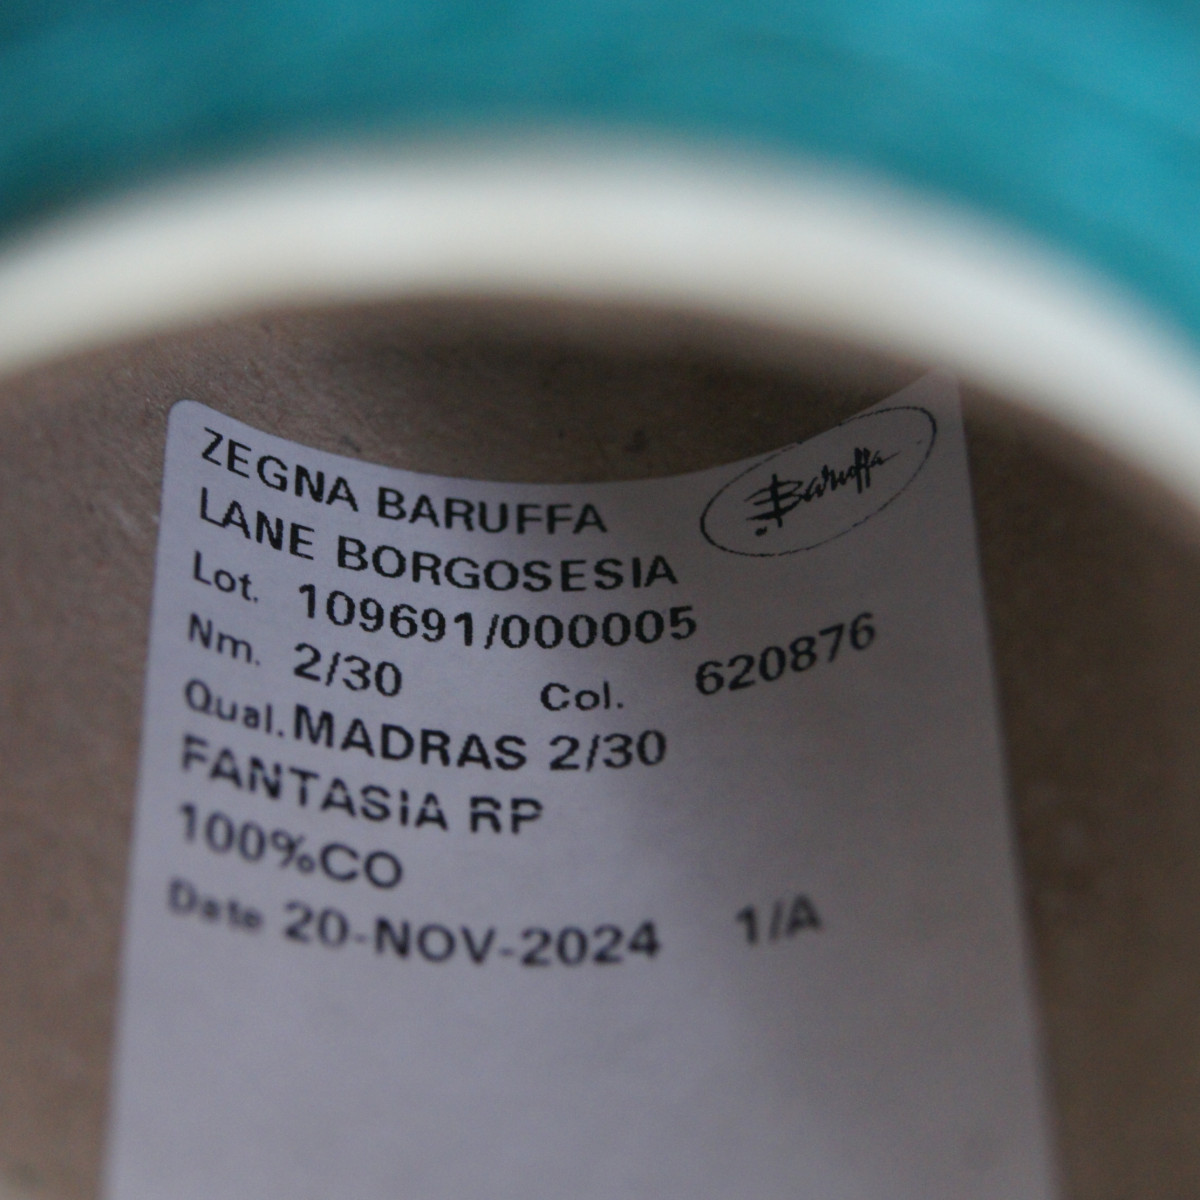 ZEGNA BARUFFA
Baruffa
LANE BORGOSESIA
Lot. 109691/000005
Nm. 2/30 Col. 620876
Qual. MADRAS 2/30
FANTASIA RP
100%CO
Date 20-NOV-2024 1/A